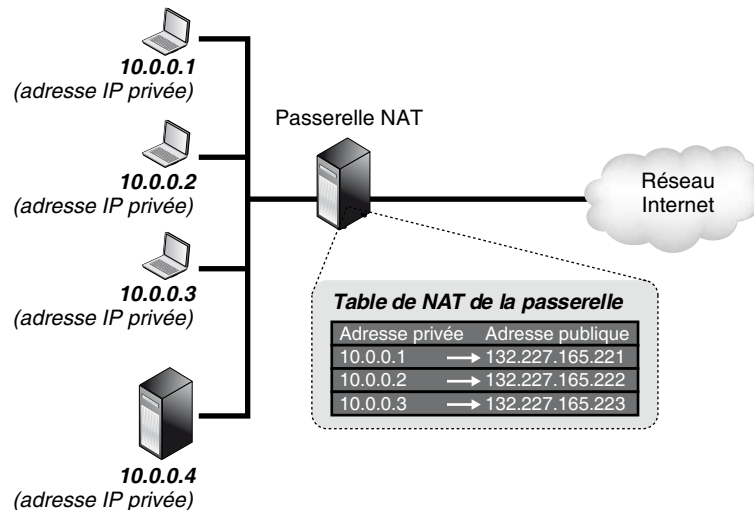 10.0.0.1
(adresse IP privée)
Passerelle NAT
10.0.0.2
(adresse IP privée)
Réseau
Internet
10.0.0.3
(adresse IP privée)
Table de NAT de la passerelle
Adresse privée Adresse publique
10.0.0.1 → 132.227.165.221
10.0.0.2 → 132.227.165.222
10.0.0.3 → 132.227.165.223
10.0.0.4
(adresse IP privée)